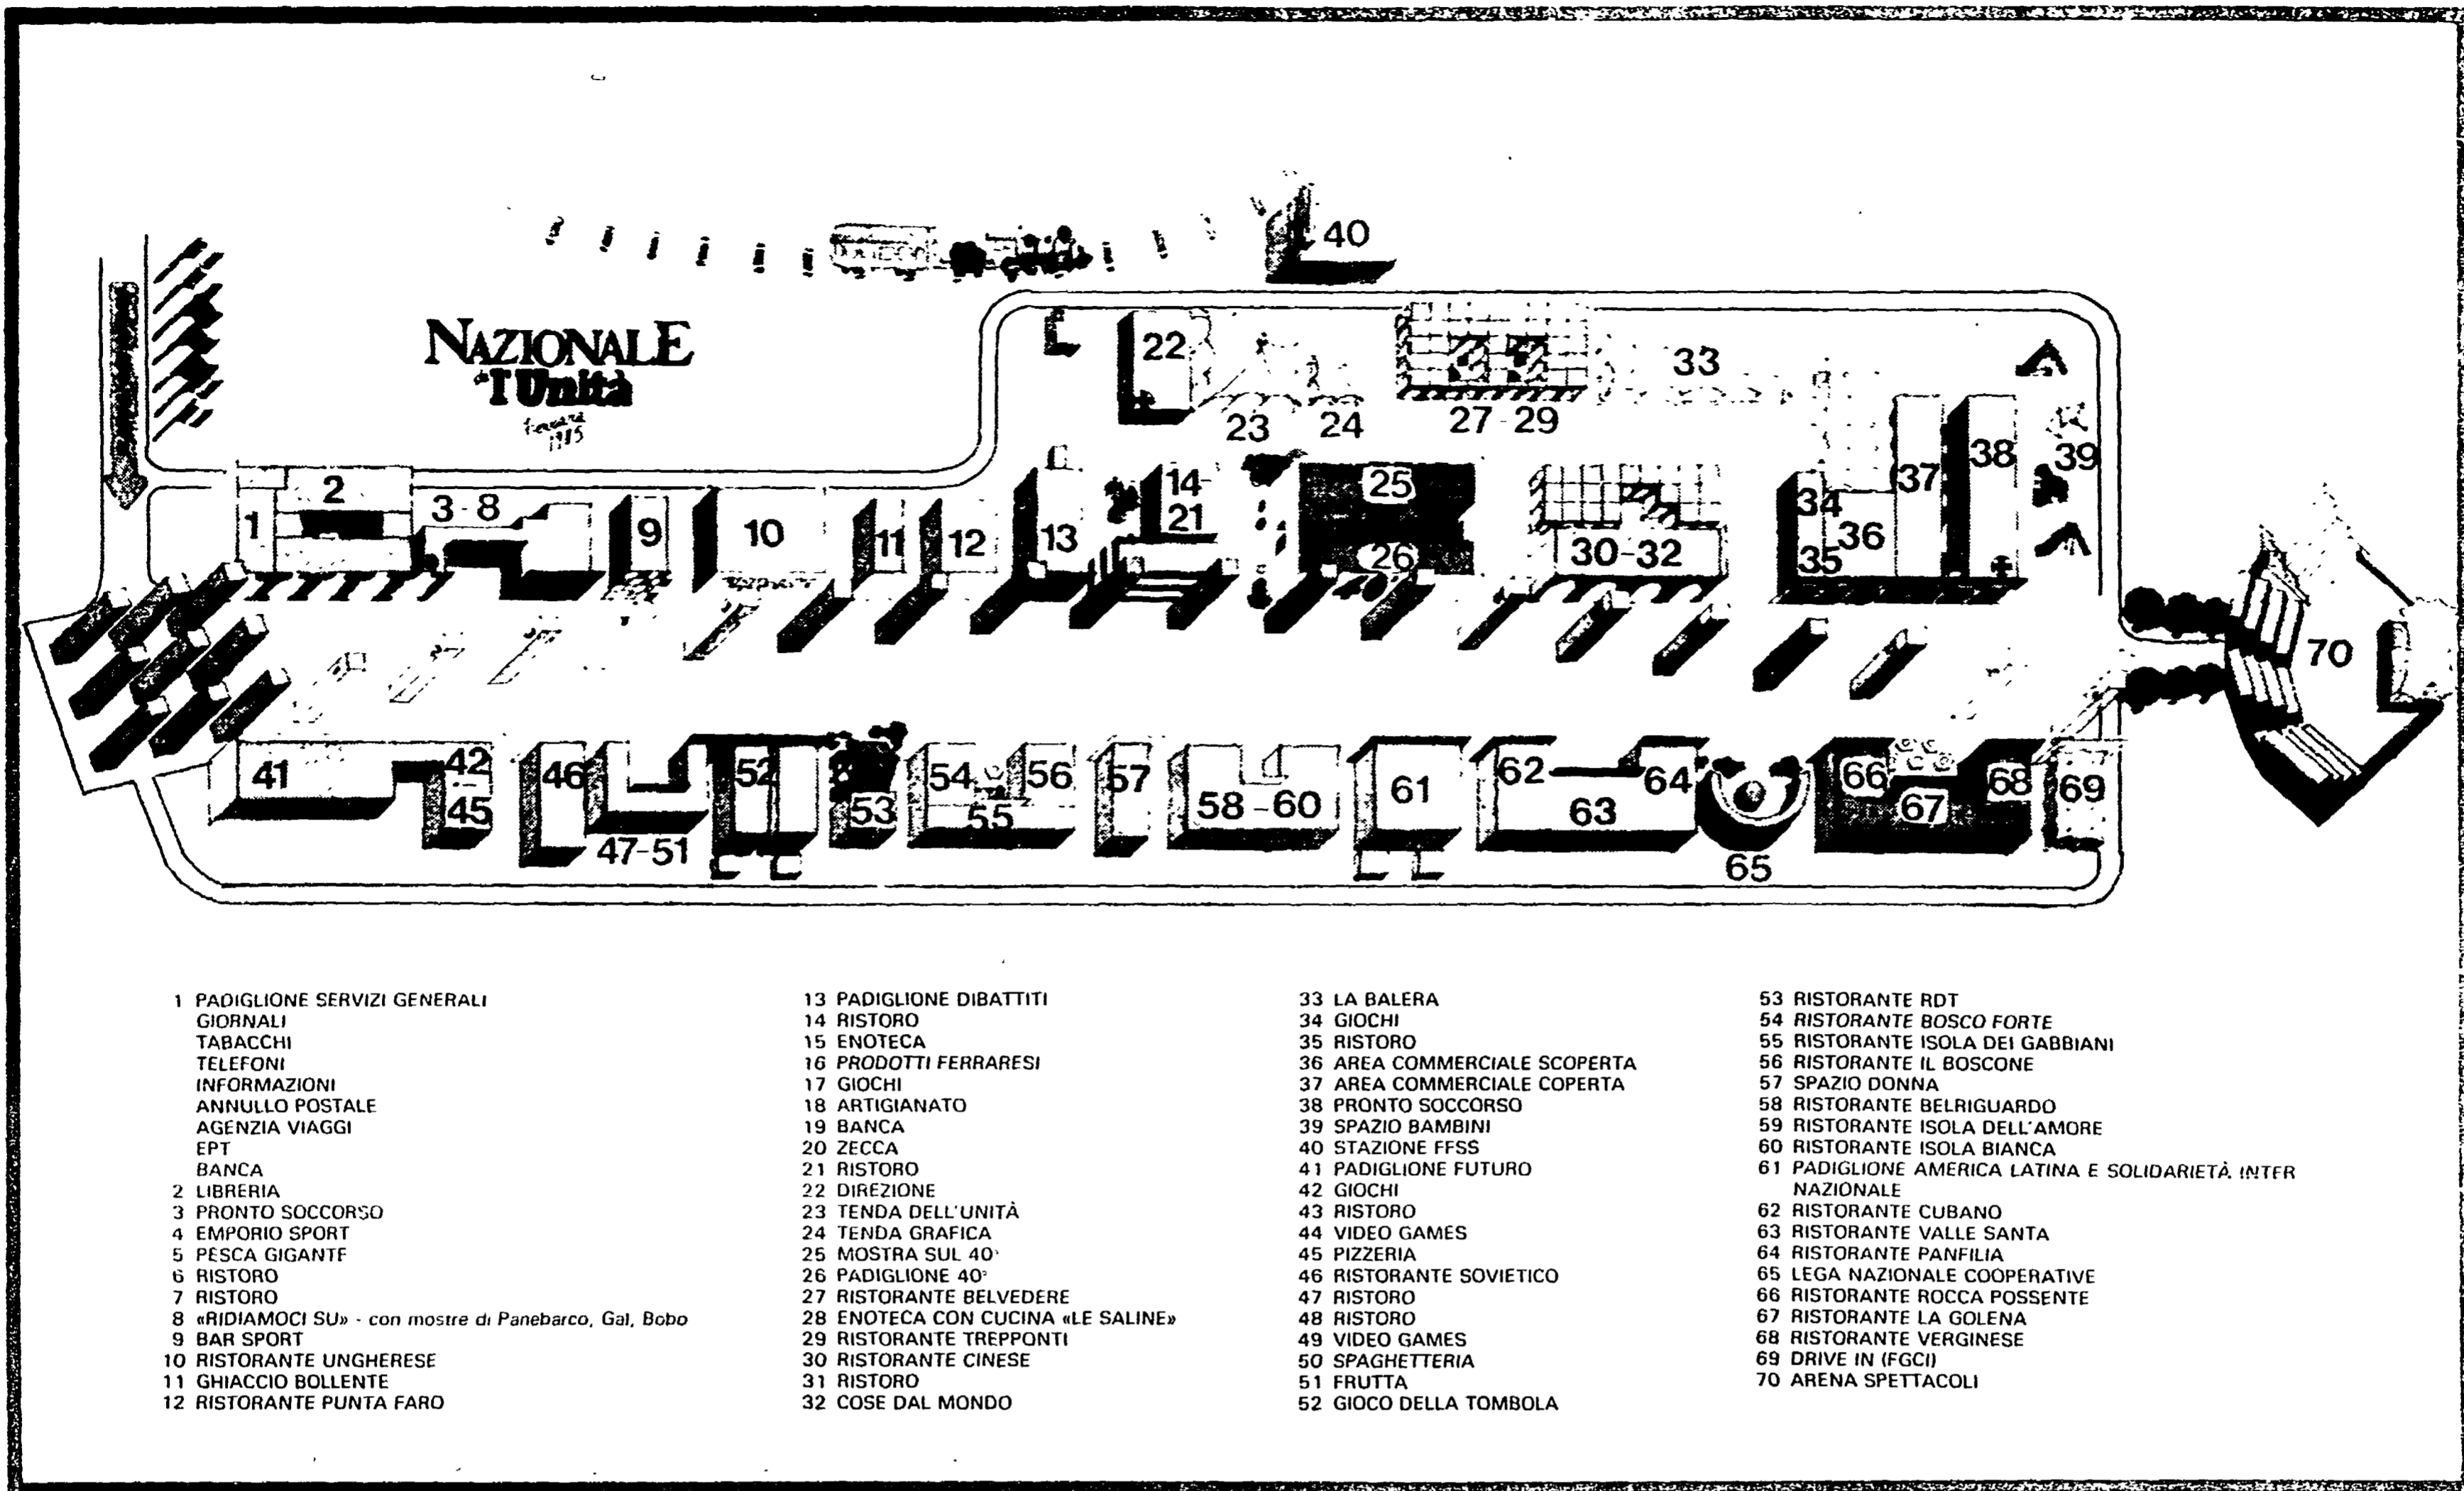 40
NAZIONALE
de l'Unità
Ferrara
1985
22
33
23
24
27-29
38
39
37
2
3-8
1
9
10
11
12
13
14-
21
25
26
30-32
34
36
35
70
41
42
45
46
47-51
52
53
54
56
55
57
58-60
61
62
64
63
65
66
68
67
69
1 PADIGLIONE SERVIZI GENERALI
GIORNALI
TABACCHI
TELEFONI
INFORMAZIONI
ANNULLO POSTALE
AGENZIA VIAGGI
EPT
BANCA
2 LIBRERIA
3 PRONTO SOCCORSO
4 EMPORIO SPORT
5 PESCA GIGANTE
6 RISTORO
7 RISTORO
8 «RIDIAMOCI SU» - con mostre di Panebarco, Gal, Bobo
9 BAR SPORT
10 RISTORANTE UNGHERESE
11 GHIACCIO BOLLENTE
12 RISTORANTE PUNTA FARO
13 PADIGLIONE DIBATTITI
14 RISTORO
15 ENOTECA
16 PRODOTTI FERRARESI
17 GIOCHI
18 ARTIGIANATO
19 BANCA
20 ZECCA
21 RISTORO
22 DIREZIONE
23 TENDA DELL'UNITÀ
24 TENDA GRAFICA
25 MOSTRA SUL 40°
26 PADIGLIONE 40°
27 RISTORANTE BELVEDERE
28 ENOTECA CON CUCINA «LE SALINE»
29 RISTORANTE TREPPONTI
30 RISTORANTE CINESE
31 RISTORO
32 COSE DAL MONDO
33 LA BALERA
34 GIOCHI
35 RISTORO
36 AREA COMMERCIALE SCOPERTA
37 AREA COMMERCIALE COPERTA
38 PRONTO SOCCORSO
39 SPAZIO BAMBINI
40 STAZIONE FFSS
41 PADIGLIONE FUTURO
42 GIOCHI
43 RISTORO
44 VIDEO GAMES
45 PIZZERIA
46 RISTORANTE SOVIETICO
47 RISTORO
48 RISTORO
49 VIDEO GAMES
50 SPAGHETTERIA
51 FRUTTA
52 GIOCO DELLA TOMBOLA
53 RISTORANTE RDT
54 RISTORANTE BOSCO FORTE
55 RISTORANTE ISOLA DEI GABBIANI
56 RISTORANTE IL BOSCONE
57 SPAZIO DONNA
58 RISTORANTE BELRIGUARDO
59 RISTORANTE ISOLA DELL'AMORE
60 RISTORANTE ISOLA BIANCA
61 PADIGLIONE AMERICA LATINA E SOLIDARIETÀ INTER
NAZIONALE
62 RISTORANTE CUBANO
63 RISTORANTE VALLE SANTA
64 RISTORANTE PANFILIA
65 LEGA NAZIONALE COOPERATIVE
66 RISTORANTE ROCCA POSSENTE
67 RISTORANTE LA GOLENA
68 RISTORANTE VERGINESE
69 DRIVE IN (FGCI)
70 ARENA SPETTACOLI